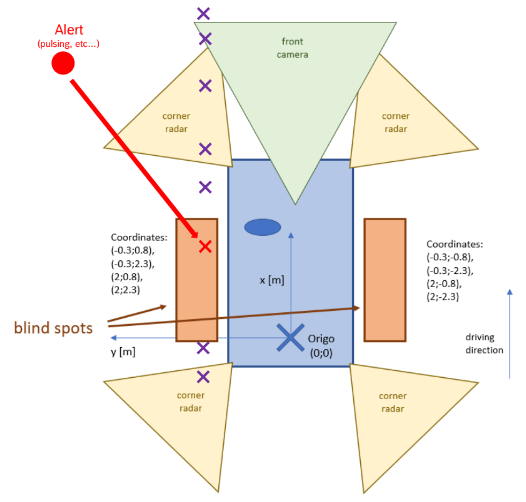 Alert
(pulsing, etc...)
front
camera
corner
radar
corner
radar
Coordinates:
(-0.3;0.8),
(-0.3;2.3),
(2;0.8),
(2;2.3)
Coordinates:
(-0.3;-0.8),
(-0.3;-2.3),
(2;-0.8),
(2;-2.3)
x [m]
blind spots
Origo
(0;0)
y [m]
driving
direction
corner
radar
corner
radar